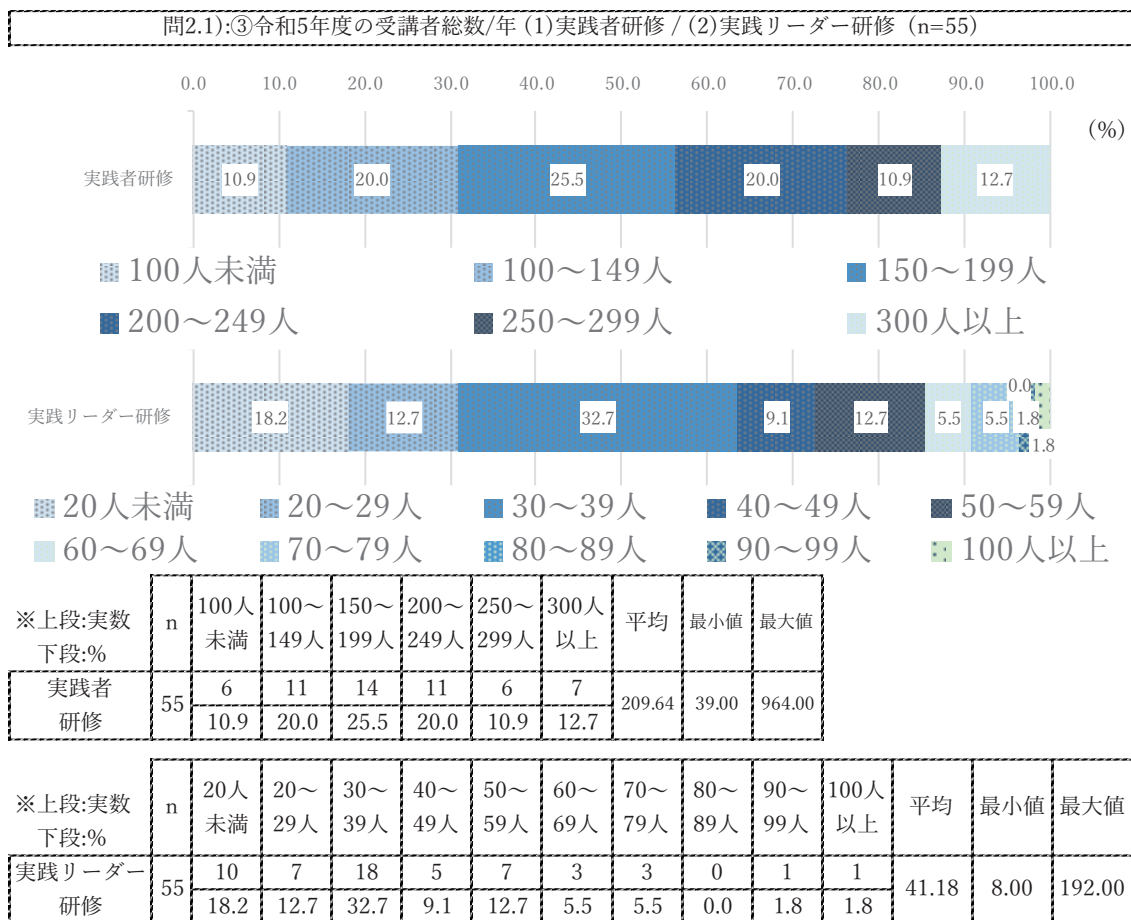 問2.1):③令和5年度の受講者総数/年 (1)実践者研修 / (2)実践リーダー研修 (n=55)
0.0 10.0 20.0 30.0 40.0 50.0 60.0 70.0 80.0 90.0 100.0
(%)
実践者研修 10.9 20.0 25.5 20.0 10.9 12.7
100人未満 100～149人 150～199人
200～249人 250～299人 300人以上
0.0
実践リーダー研修 18.2 12.7 32.7 9.1 12.7 5.5 5.5 1.8
1.8
20人未満 20～29人 30～39人 40～49人 50～59人
60～69人 70～79人 80～89人 90～99人 100人以上
※上段:実数 下段:% n 100人未満 100～149人 150～199人 200～249人 250～299人 300人以上 平均 最小値 最大値
実践者研修 55 6 11 14 11 6 7 209.64 39.00 964.00
10.9 20.0 25.5 20.0 10.9 12.7
※上段:実数 下段:% n 20人未満 20～29人 30～39人 40～49人 50～59人 60～69人 70～79人 80～89人 90～99人 100人以上 平均 最小値 最大値
実践リーダー研修 55 10 7 18 5 7 3 3 0 1 1 41.18 8.00 192.00
18.2 12.7 32.7 9.1 12.7 5.5 5.5 0.0 1.8 1.8